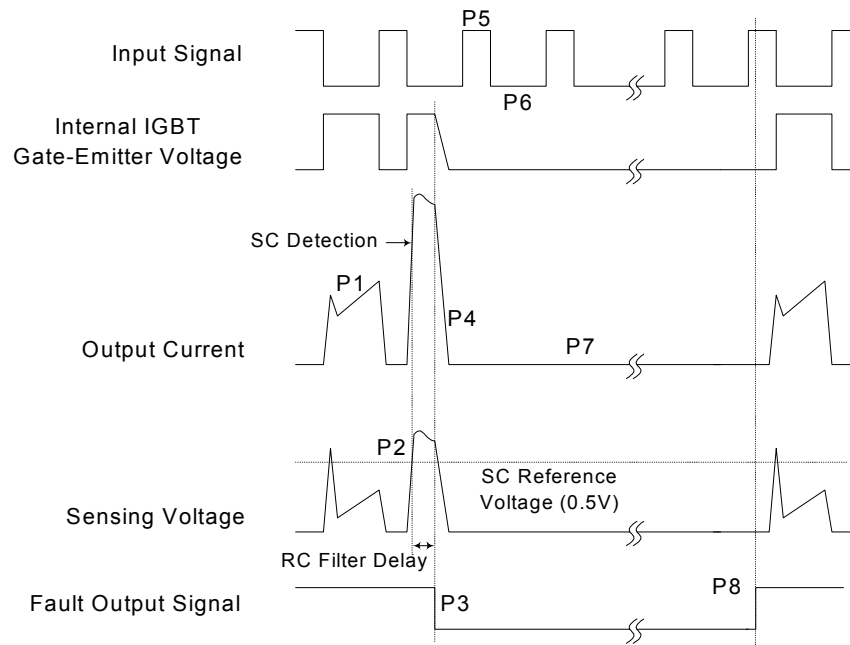 P5
Input Signal
P6
Internal IGBT
Gate-Emitter Voltage
SC Detection
P1
P4
Output Current
P7
P2
SC Reference
Voltage (0.5V)
Sensing Voltage
RC Filter Delay
P8
Fault Output Signal
P3